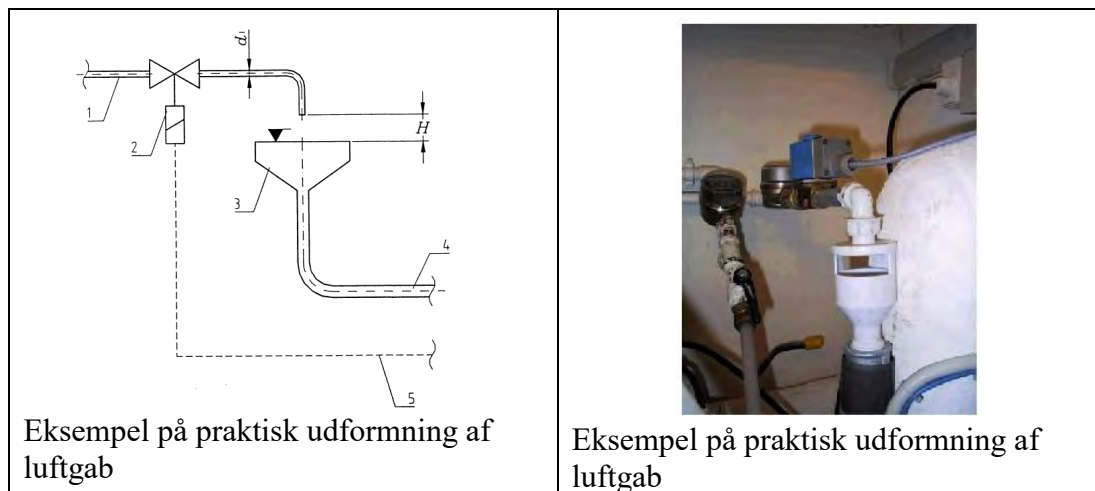 d1
1
2
H
3
4
5
Eksempel på praktisk udformning af
luftgab
Eksempel på praktisk udformning af
luftgab